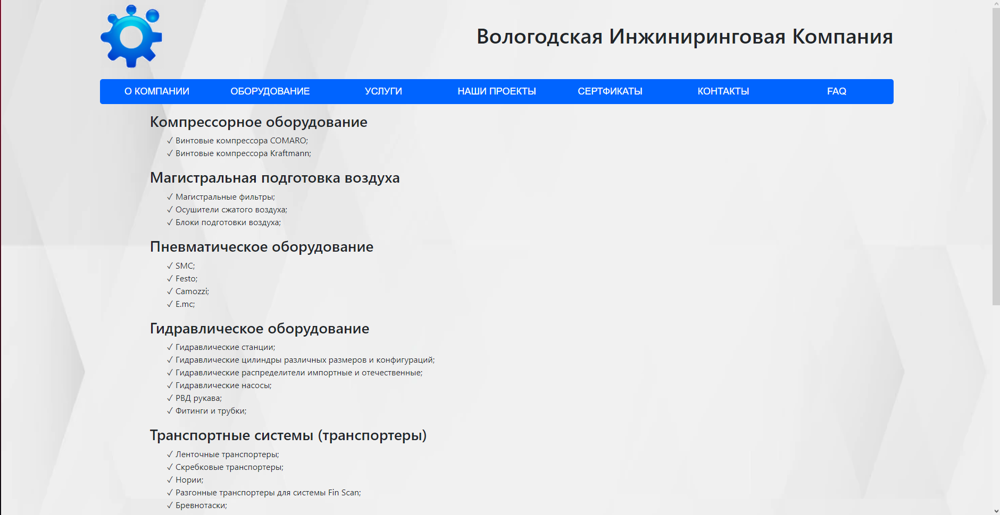 Вологодская Инжиниринговая Компания
О КОМПАНИИ ОБОРУДОВАНИЕ УСЛУГИ НАШИ ПРОЕКТЫ СЕРТФИКАТЫ КОНТАКТЫ FAQ
Компрессорное оборудование
✓ Винтовые компрессора COMARO;
✓ Винтовые компрессора Kraftmann;
Магистральная подготовка воздуха
✓ Магистральные фильтры;
✓ Осушители сжатого воздуха;
✓ Блоки подготовки воздуха;
Пневматическое оборудование
✓ SMC;
✓ Festo;
✓ Camozzi;
✓ E.mc;
Гидравлическое оборудование
✓ Гидравлические станции;
✓ Гидравлические цилиндры различных размеров и конфигураций;
✓ Гидравлические распределители импортные и отечественные;
✓ Гидравлические насосы;
✓ РВД рукава;
✓ Фитинги и трубки;
Транспортные системы (транспортеры)
✓ Ленточные транспортеры;
✓ Скребковые транспортеры;
✓ Нории;
✓ Разгонные транспортеры для системы Fin Scan;
✓ Бревнотаски;